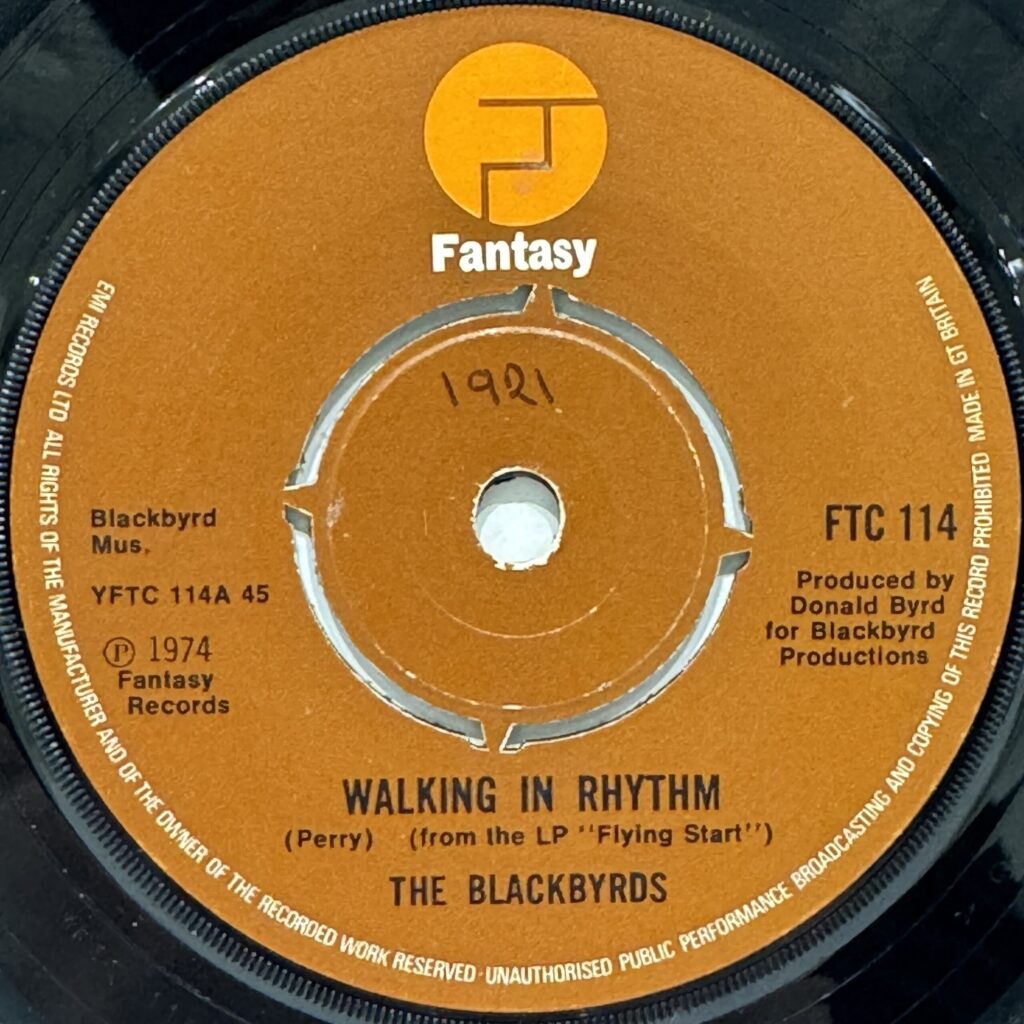 Fantasy
1921
Blackbyrd
Mus.
YFTC 114A 45
Ⓟ 1974
Fantasy
Records
FTC 114
Produced by
Donald Byrd
for Blackbyrd
Productions
WALKING IN RHYTHM
(Perry) (from the LP "Flying Start")
THE BLACKBYRDS
EMI RECORDS LTD ALL RIGHTS OF THE MANUFACTURER AND OF THE OWNER OF THE RECORDED WORK RESERVED · UNAUTHORISED PUBLIC PERFORMANCE BROADCASTING AND COPYING OF THIS RECORD PROHIBITED MADE IN GT BRITAIN